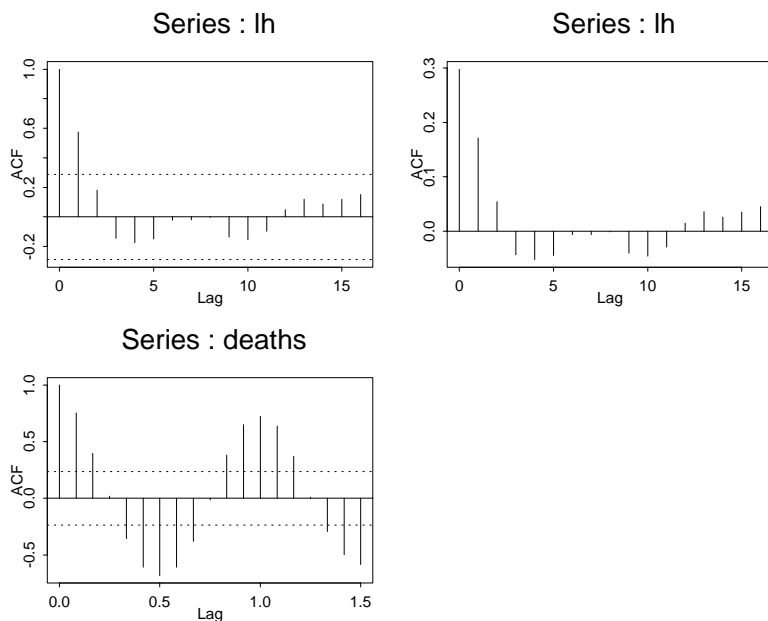 Series : lh
ACF
-0.2 0.2 0.6 1.0
0 5 10 15
Lag
Series : lh
ACF
0.0 0.1 0.2 0.3
0 5 10 15
Lag
Series : deaths
ACF
-0.5 0.0 0.5 1.0
0.0 0.5 1.0 1.5
Lag